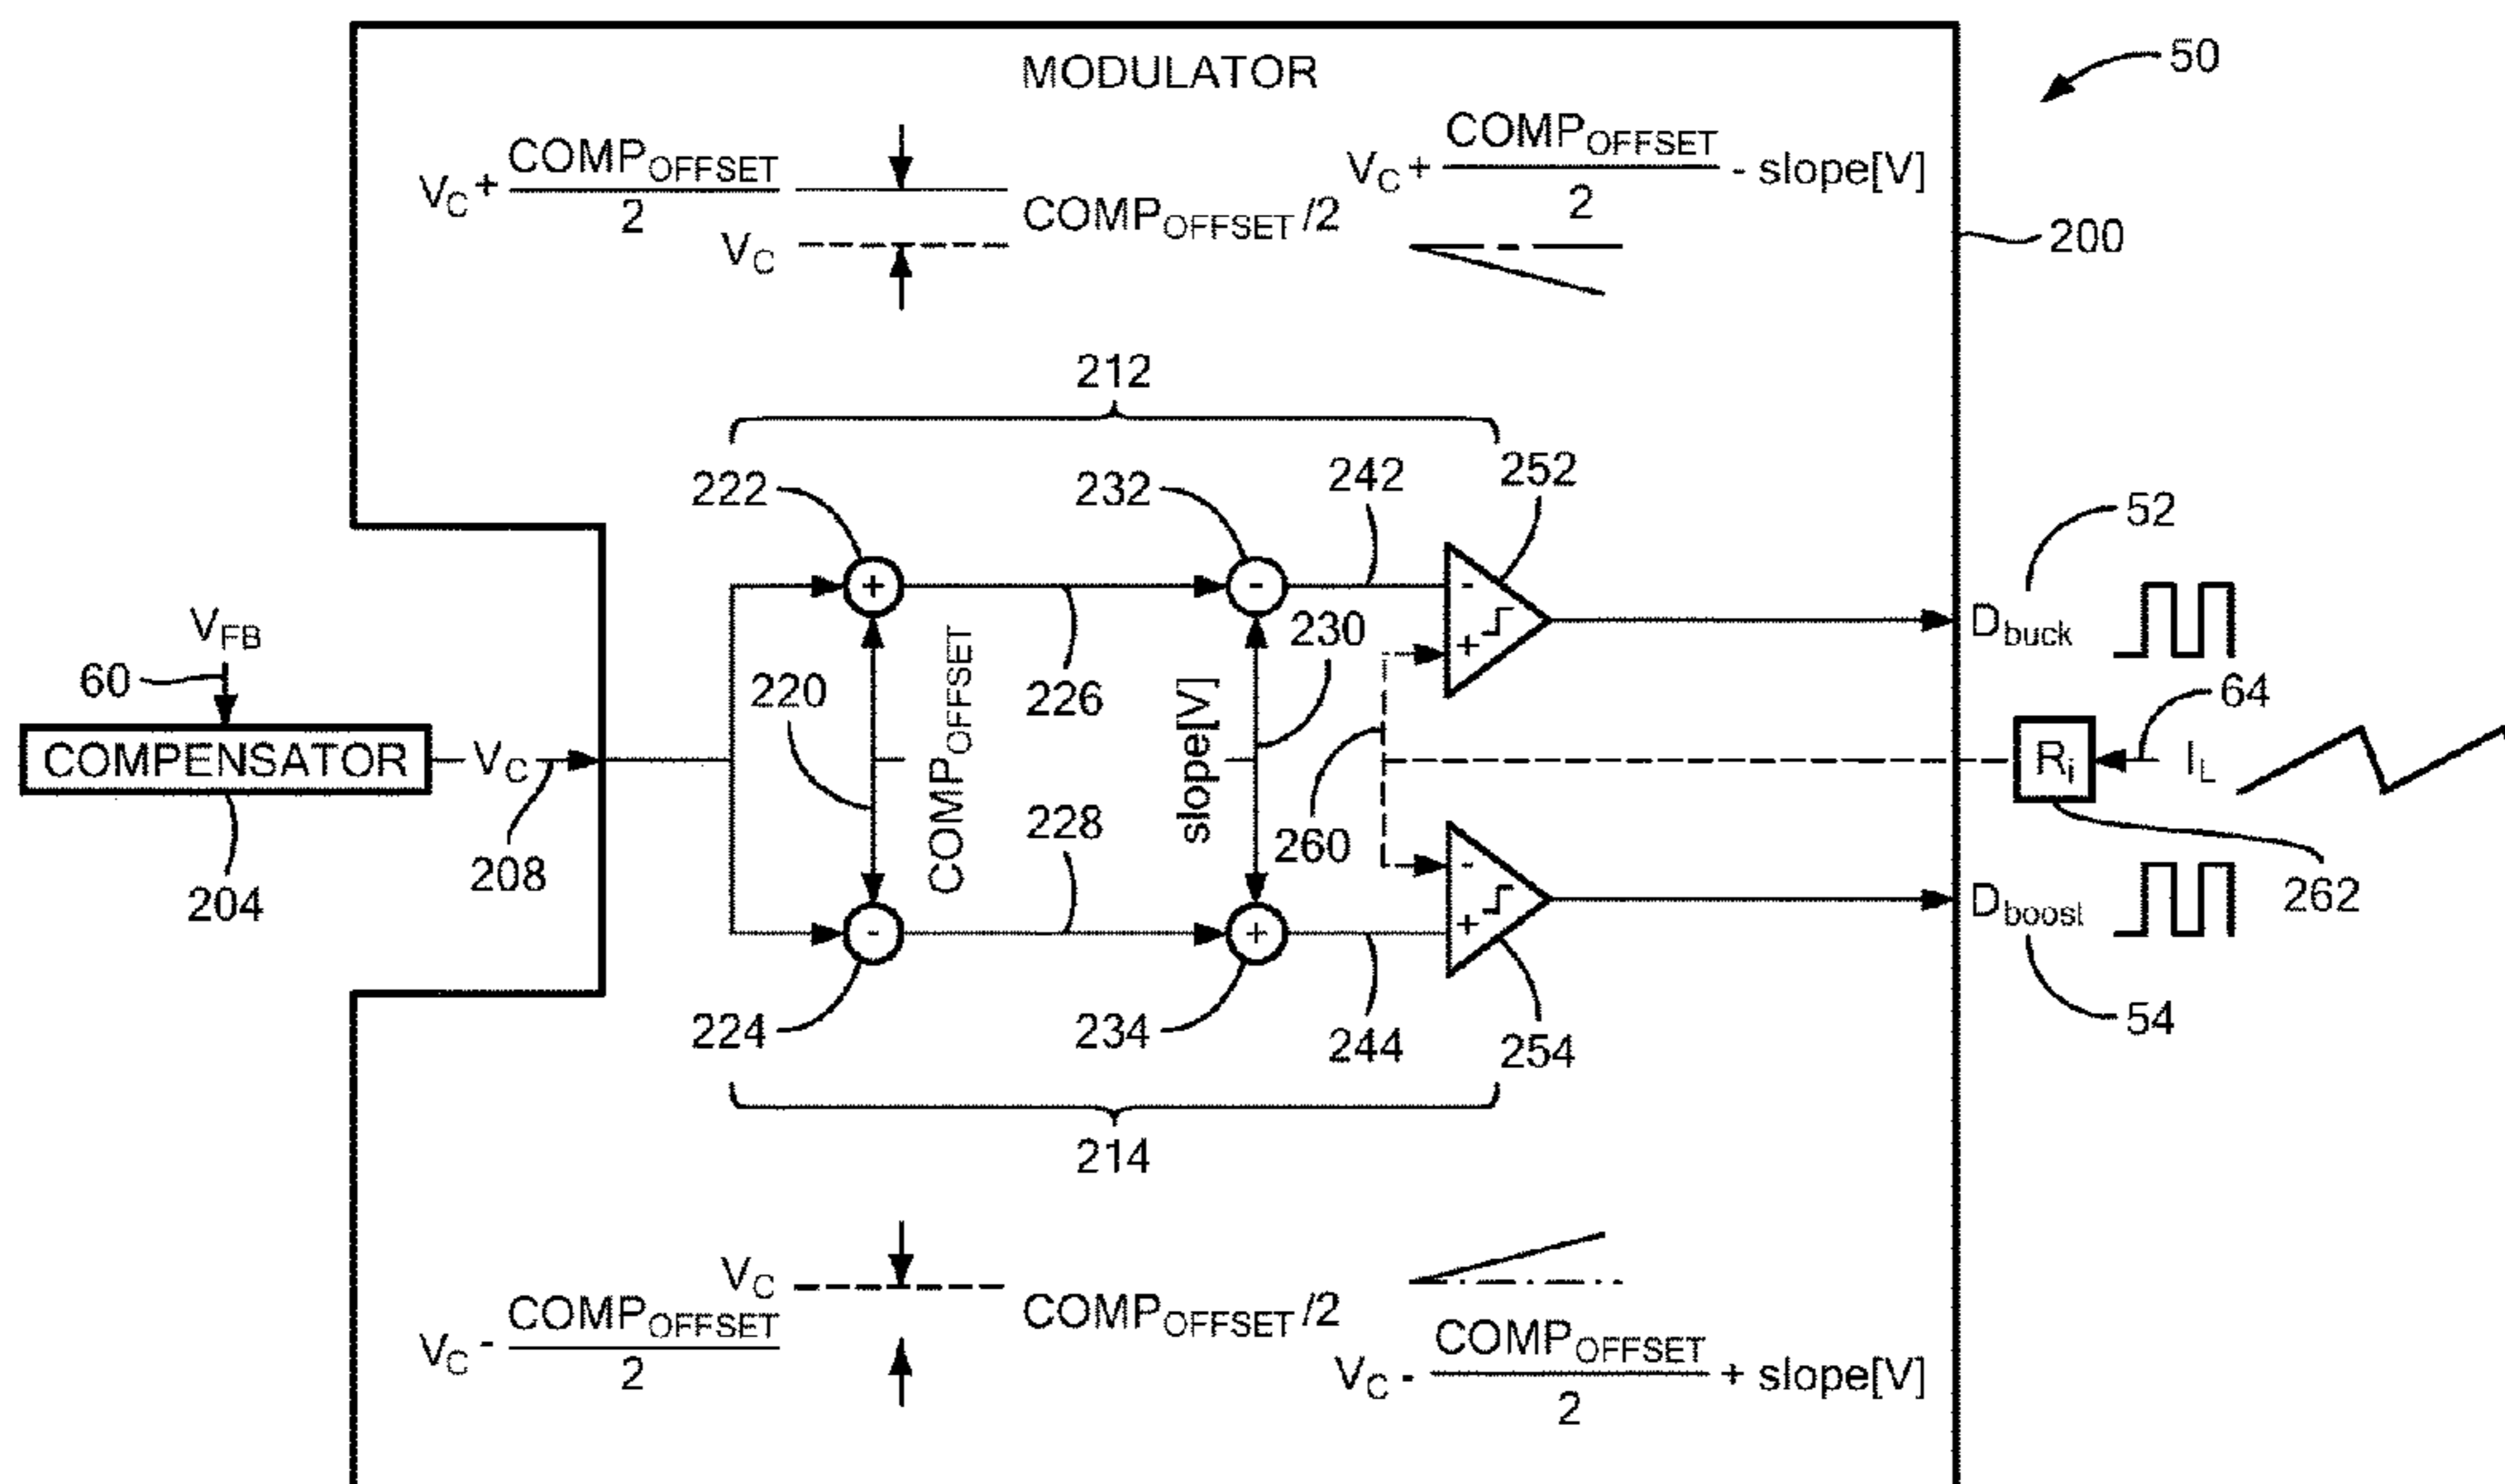 MODULATOR
50
V_C + COMP_OFFSET / 2
COMP_OFFSET /2
V_C
V_C + COMP_OFFSET / 2 - slope[V]
200
212
222
232
242
252
52
+
-
-
+
230
D_buck
V_FB
60
220
COMP_OFFSET
226
slope[V]
64
COMPENSATOR
V_C
R_i
I_L
208
204
228
260
-
+
262
D_boost
-
+
224
234
244
254
54
214
V_C
COMP_OFFSET /2
V_C - COMP_OFFSET / 2
V_C - COMP_OFFSET / 2 + slope[V]